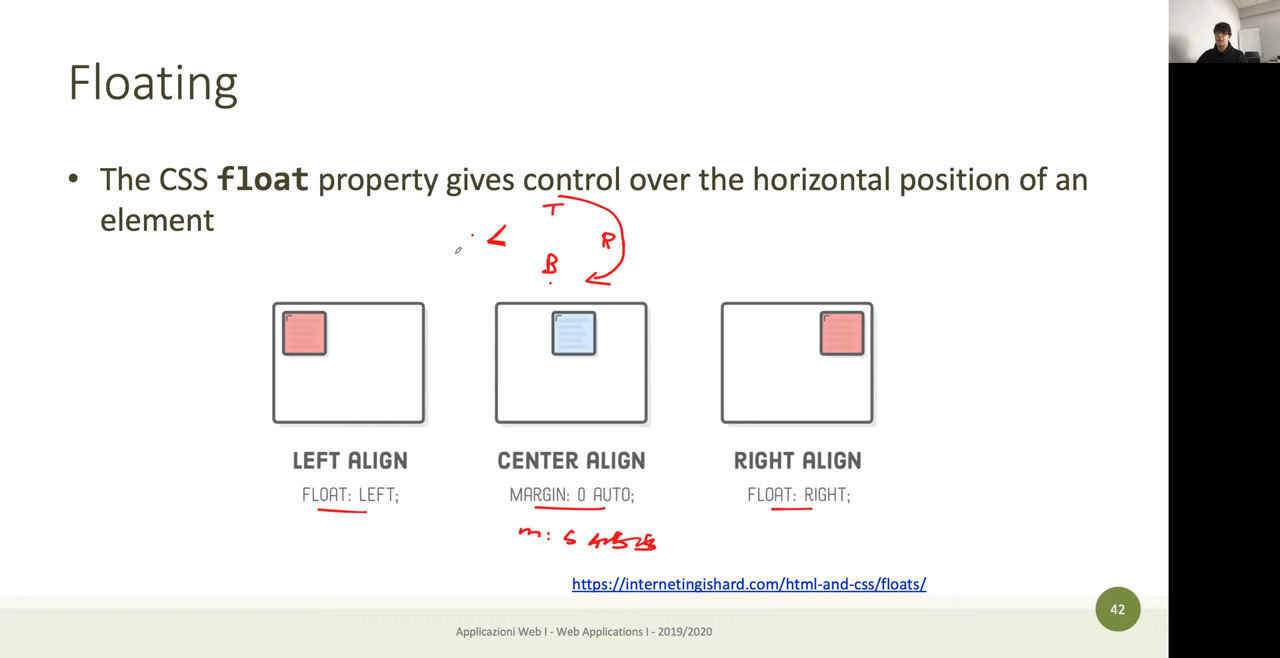 Floating
• The CSS float property gives control over the horizontal position of an
element
T
L
R
B
LEFT ALIGN
CENTER ALIGN
RIGHT ALIGN
FLOAT: LEFT;
MARGIN: 0 AUTO;
FLOAT: RIGHT;
m: 5
https://internetingishard.com/html-and-css/floats/
42
Applicazioni Web I - Web Applications I - 2019/2020